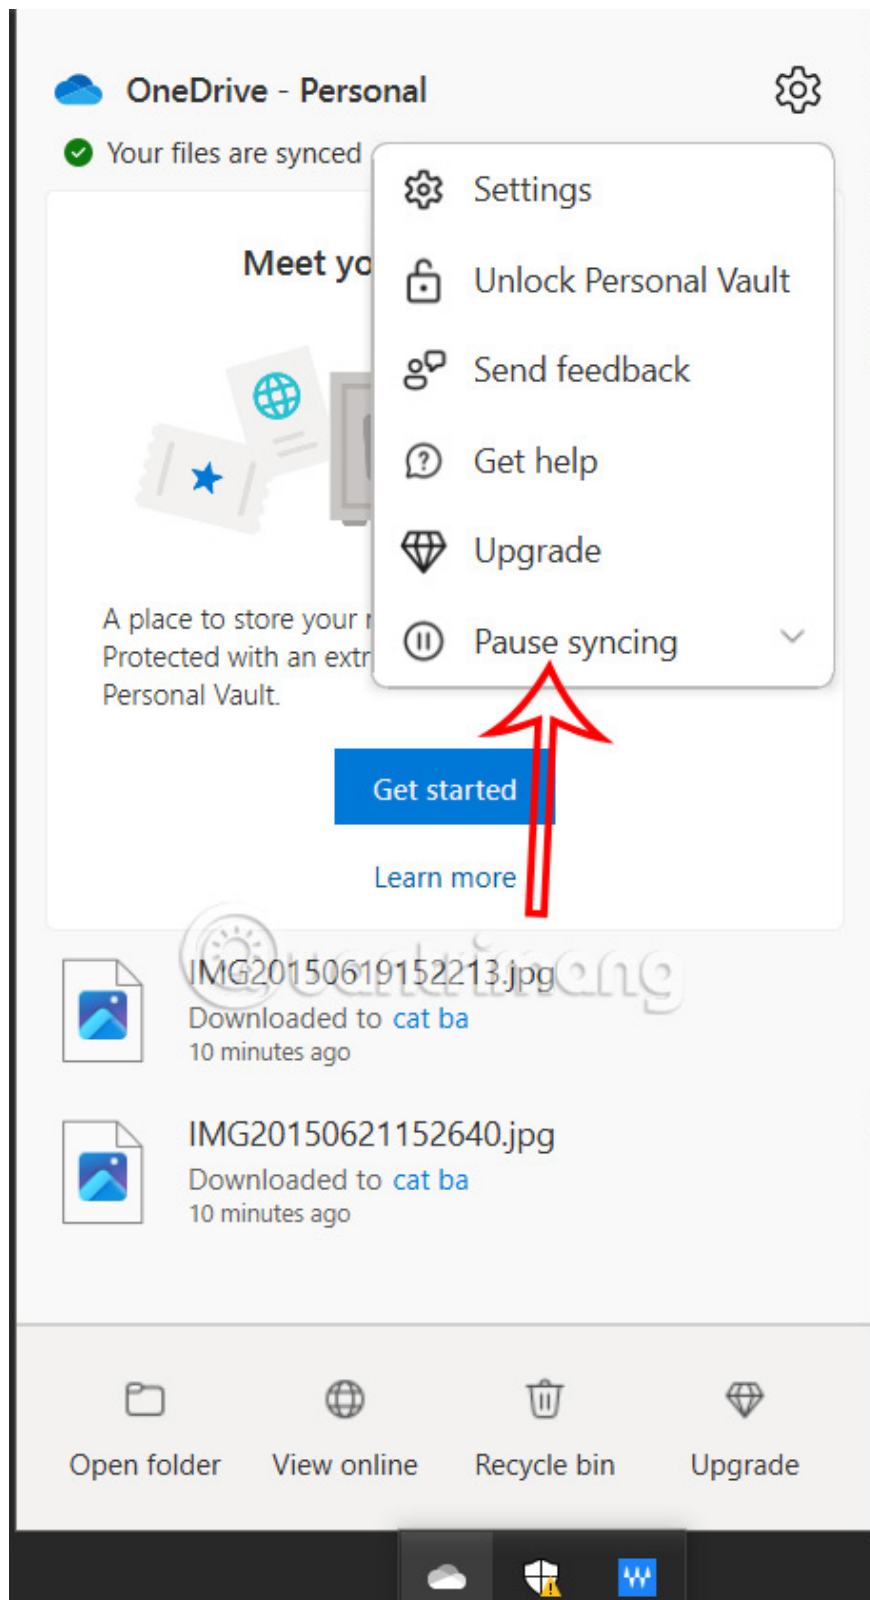 OneDrive - Personal
Your files are synced
Settings
Meet yo
Unlock Personal Vault
Send feedback
Get help
Upgrade
A place to store your
Protected with an extr
Personal Vault.
Pause syncing
Get started
Learn more
Quantrimang
IMG20150619152213.jpg
Downloaded to cat ba
10 minutes ago
IMG20150621152640.jpg
Downloaded to cat ba
10 minutes ago
Open folder
View online
Recycle bin
Upgrade